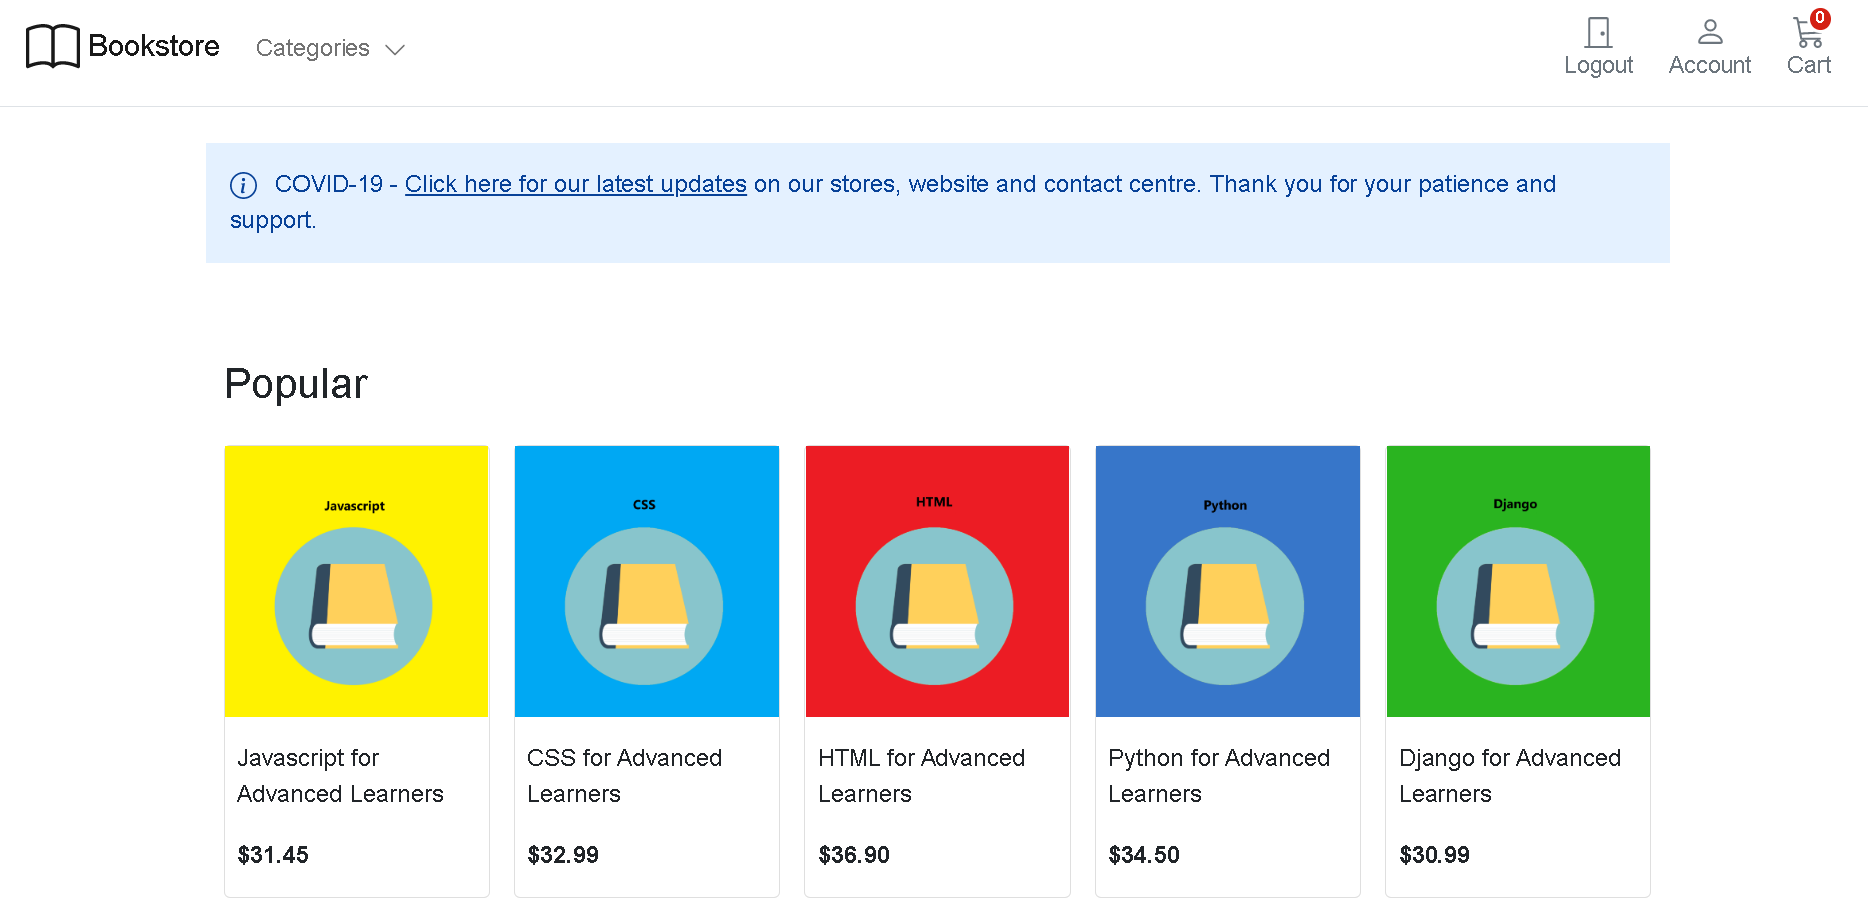 Bookstore
Categories
Logout
Account
0
Cart
COVID-19 - Click here for our latest updates on our stores, website and contact centre. Thank you for your patience and
support.
Popular
Javascript
CSS
HTML
Python
Django
Javascript for
Advanced Learners
$31.45
CSS for Advanced
Learners
$32.99
HTML for Advanced
Learners
$36.90
Python for Advanced
Learners
$34.50
Django for Advanced
Learners
$30.99